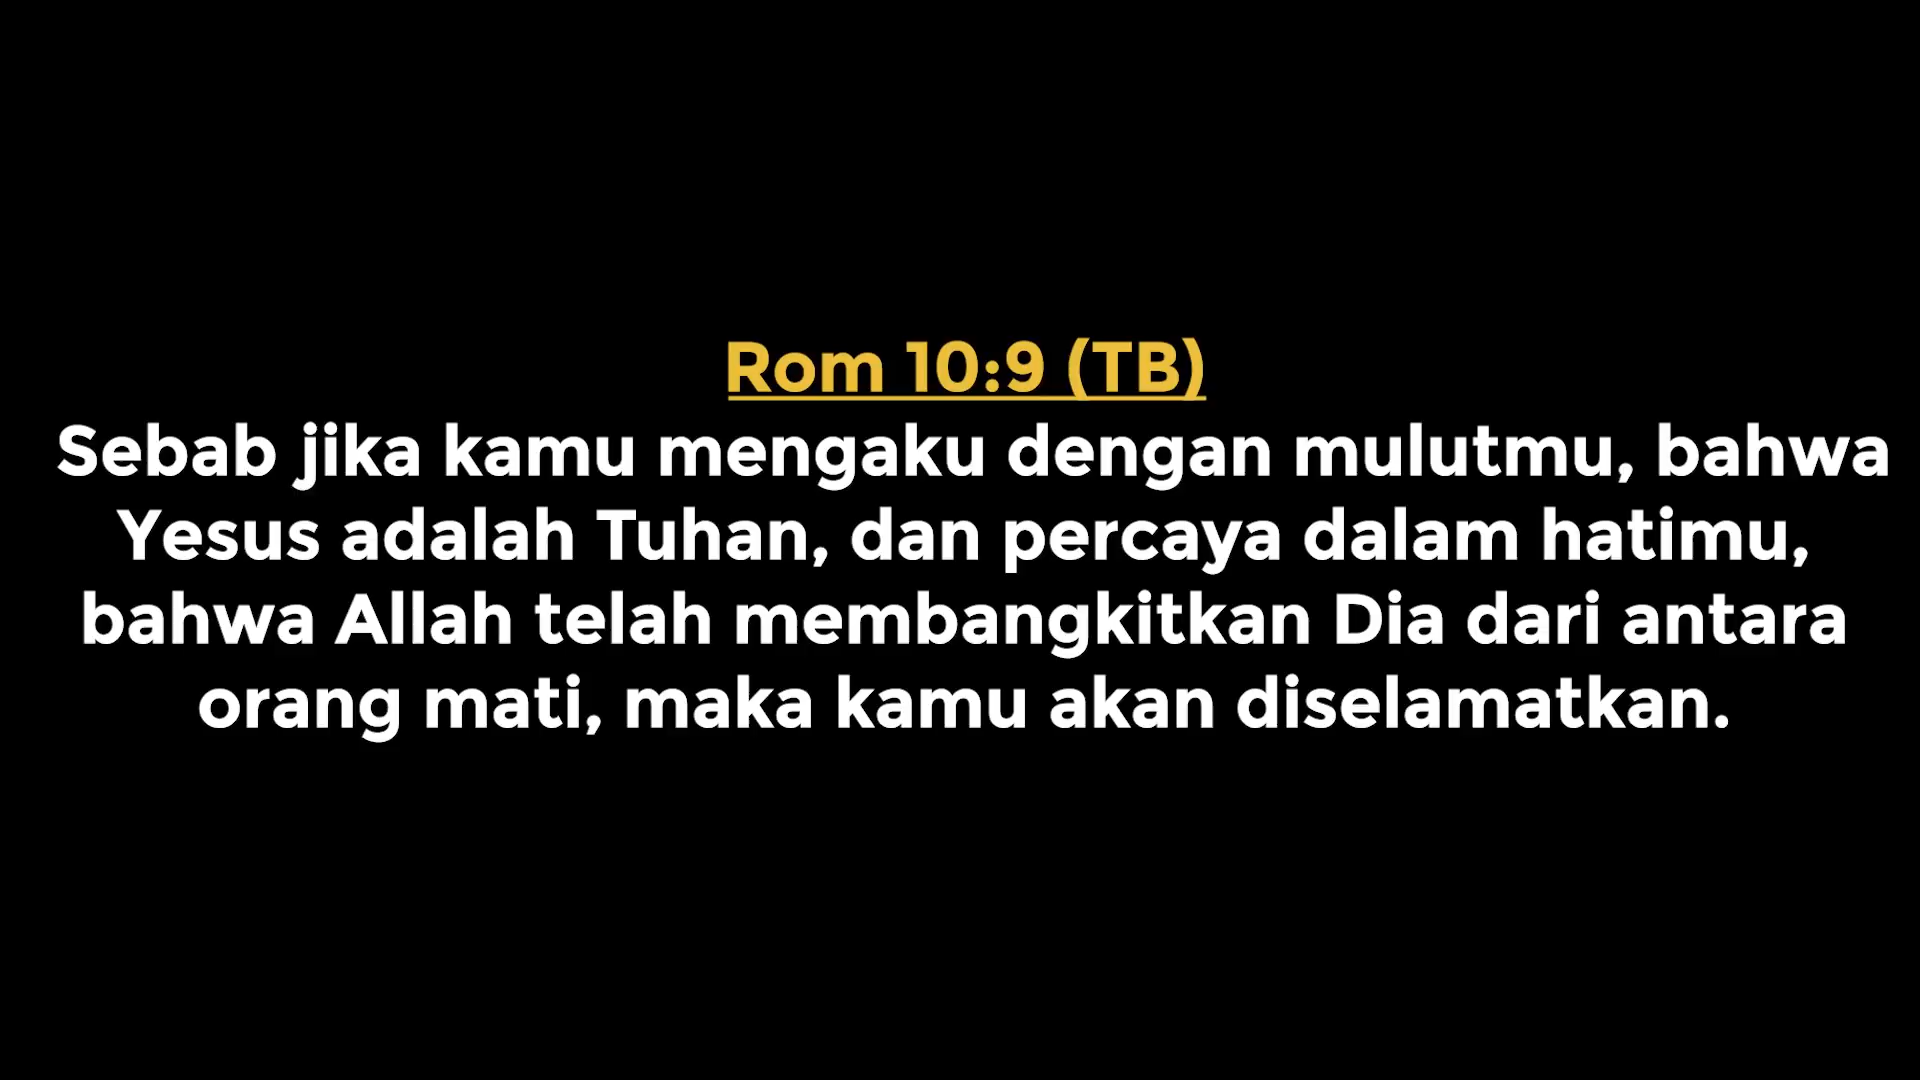 Rom 10:9 (TB)
Sebab jika kamu mengaku dengan mulutmu, bahwa
Yesus adalah Tuhan, dan percaya dalam hatimu,
bahwa Allah telah membangkitkan Dia dari antara
orang mati, maka kamu akan diselamatkan.